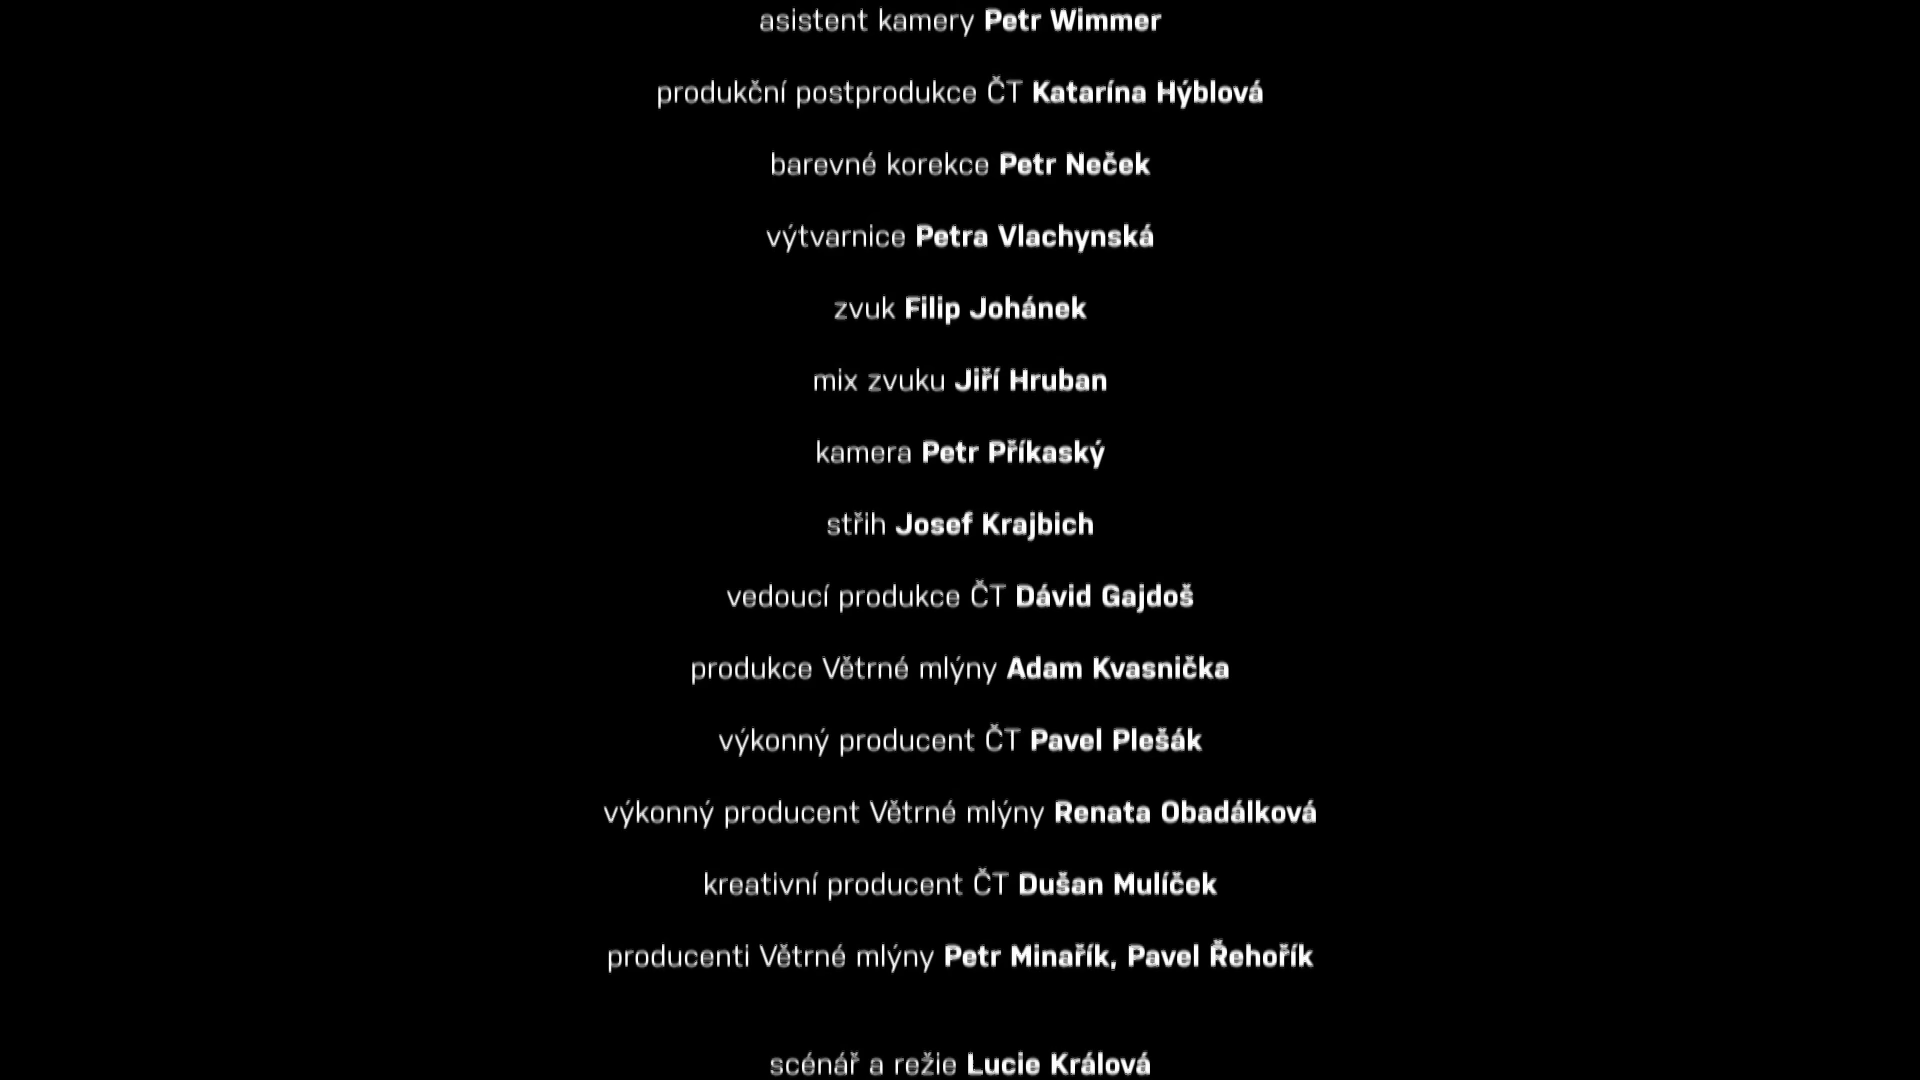 asistent kamery Petr Wimmer
produkční postprodukce ČT Katarína Hýblová
barevné korekce Petr Neček
výtvarnice Petra Vlachynská
zvuk Filip Johánek
mix zvuku Jiří Hruban
kamera Petr Příkaský
střih Josef Krajbich
vedoucí produkce ČT Dávid Gajdoš
produkce Větrné mlýny Adam Kvasnička
výkonný producent ČT Pavel Plešák
výkonný producent Větrné mlýny Renata Obadálková
kreativní producent ČT Dušan Mulíček
producenti Větrné mlýny Petr Minařík, Pavel Řehořík
scénář a režie Lucie Králová